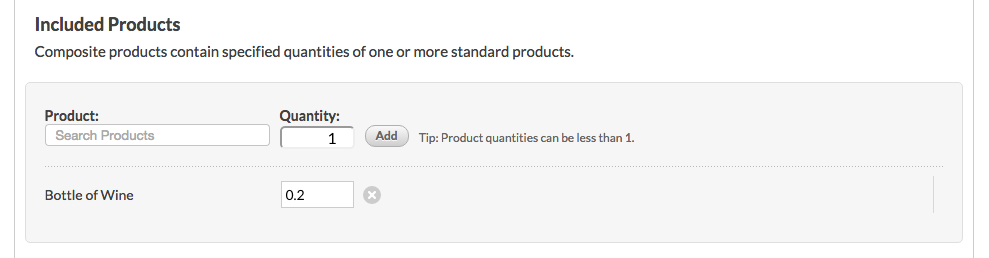 Included Products
Composite products contain specified quantities of one or more standard products.
Product: Quantity:
Search Products 1 Add Tip: Product quantities can be less than 1.
Bottle of Wine 0.2